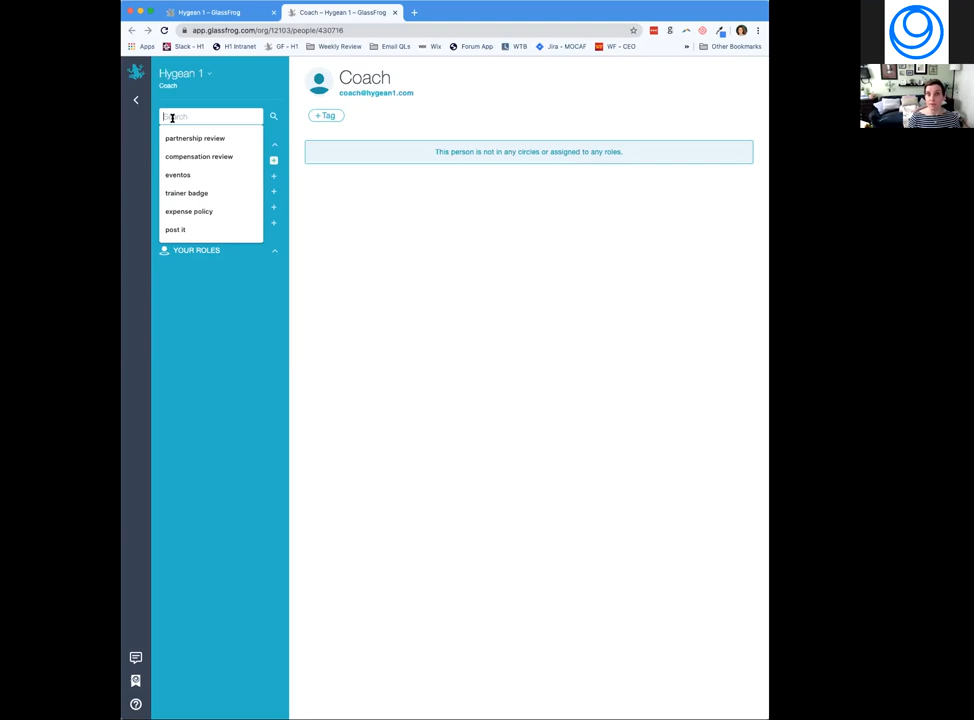 Hygean 1 – GlassFrog
Coach – Hygean 1 – GlassFrog
app.glassfrog.com/org/12103/people/430716
Apps Slack – H1 H1 Intranet GF – H1 Weekly Review Email QLs Wix Forum App WTB Jira – MOCAF WF – CEO » Other Bookmarks
Hygean 1
Coach
Search
partnership review
compensation review
eventos
trainer badge
expense policy
post it
YOUR ROLES
Coach
coach@hygean1.com
+ Tag
This person is not in any circles or assigned to any roles.